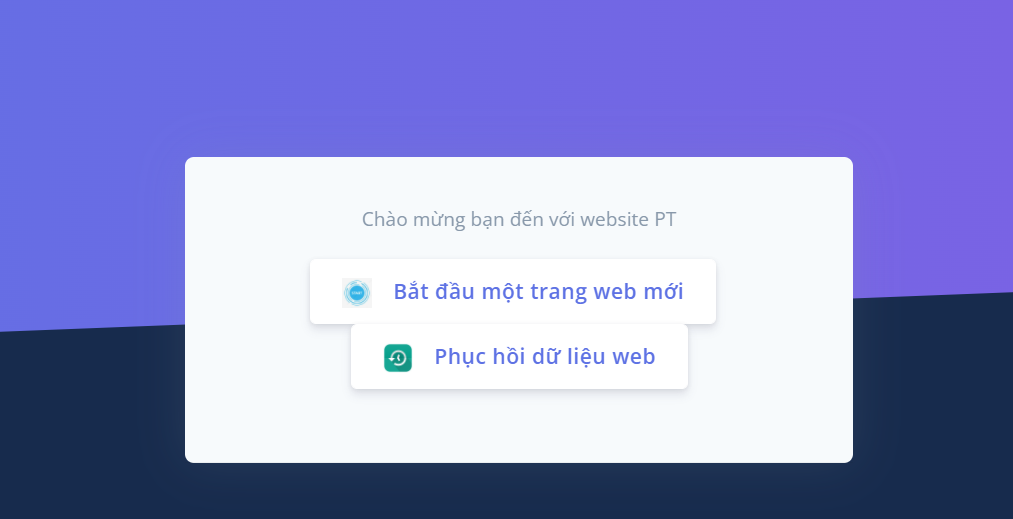 Chào mừng bạn đến với website PT
Bắt đầu một trang web mới
Phục hồi dữ liệu web